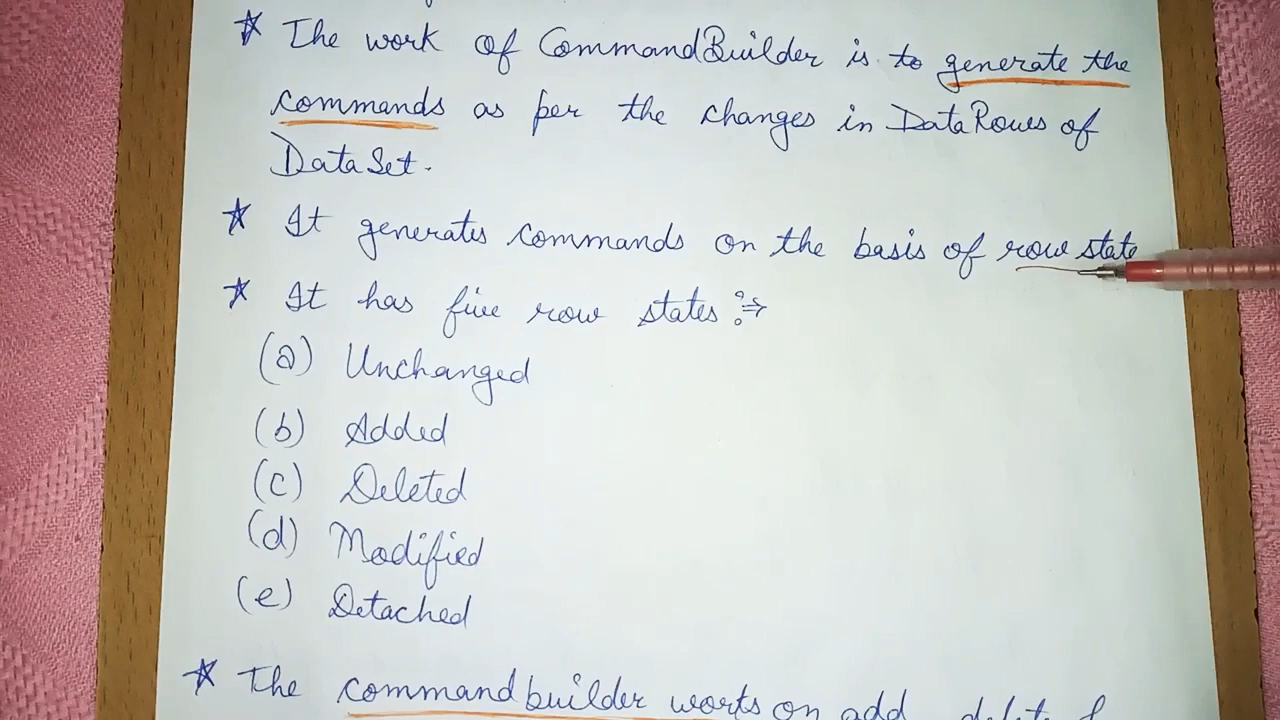 ☆ The work of CommandBuilder is to generate the
commands as per the changes in DataRows of
DataSet.
☆ It generates commands on the basis of row state
☆ It has five row states :⇒
(a) Unchanged
(b) Added
(c) Deleted
(d) Modified
(e) Detached
☆ The commandbuilder works on add